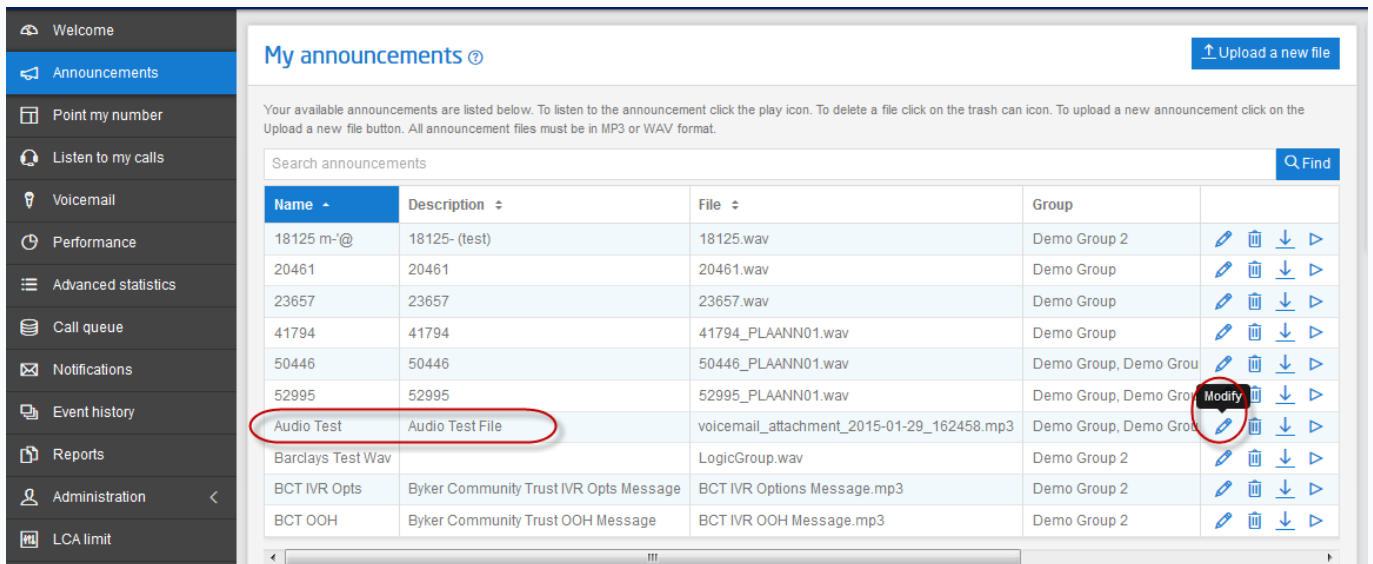 Welcome
Announcements
Point my number
Listen to my calls
Voicemail
Performance
Advanced statistics
Call queue
Notifications
Event history
Reports
Administration
LCA limit
My announcements
Upload a new file
Your available announcements are listed below. To listen to the announcement click the play icon. To delete a file click on the trash can icon. To upload a new announcement click on the
Upload a new file button. All announcement files must be in MP3 or WAV format.
Search announcements Find
Name Description File Group
18125 m-'@ 18125- (test) 18125.wav Demo Group 2
20461 20461 20461.wav Demo Group
23657 23657 23657.wav Demo Group
41794 41794 41794_PLAANN01.wav Demo Group
50446 50446 50446_PLAANN01.wav Demo Group, Demo Grou
52995 52995 52995_PLAANN01.wav Demo Group, Demo Modify
Audio Test Audio Test File voicemail_attachment_2015-01-29_162458.mp3 Demo Group, Demo Grou
Barclays Test Wav LogicGroup.wav Demo Group 2
BCT IVR Opts Byker Community Trust IVR Opts Message BCT IVR Options Message.mp3 Demo Group 2
BCT OOH Byker Community Trust OOH Message BCT IVR OOH Message.mp3 Demo Group 2